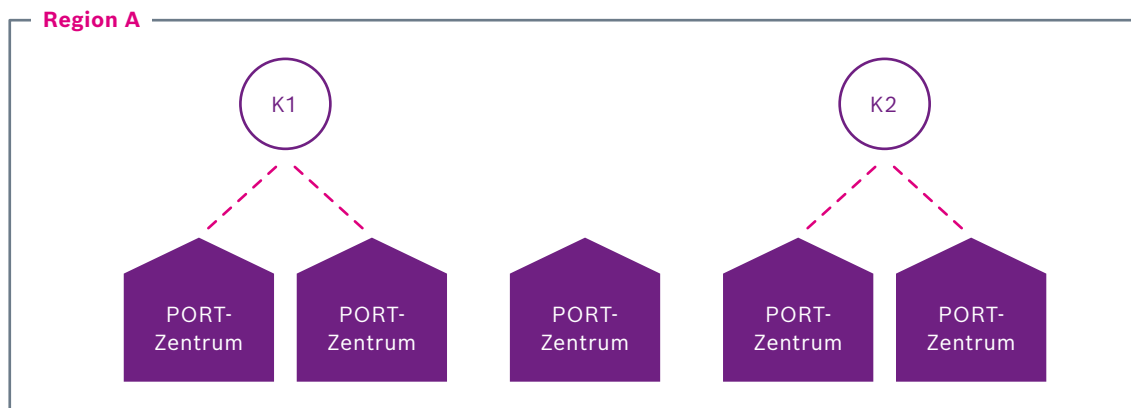 Region A
K1
K2
PORT-
Zentrum
PORT-
Zentrum
PORT-
Zentrum
PORT-
Zentrum
PORT-
Zentrum